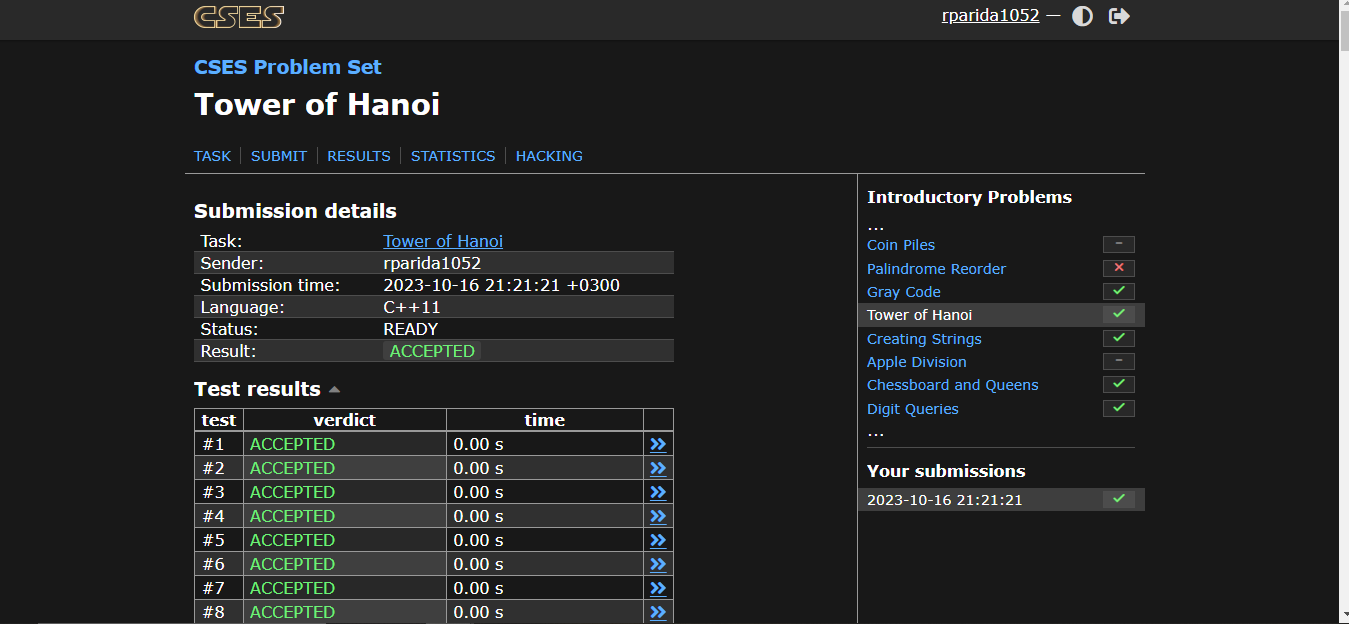 CSES
rparida1052 —
CSES Problem Set
Tower of Hanoi
TASK
SUBMIT
RESULTS
STATISTICS
HACKING
Submission details
Task: Tower of Hanoi
Sender: rparida1052
Submission time: 2023-10-16 21:21:21 +0300
Language: C++11
Status: READY
Result: ACCEPTED
Test results
test verdict time
#1 ACCEPTED 0.00 s »
#2 ACCEPTED 0.00 s »
#3 ACCEPTED 0.00 s »
#4 ACCEPTED 0.00 s »
#5 ACCEPTED 0.00 s »
#6 ACCEPTED 0.00 s »
#7 ACCEPTED 0.00 s »
#8 ACCEPTED 0.00 s »
Introductory Problems
...
Coin Piles –
Palindrome Reorder
Gray Code
Tower of Hanoi
Creating Strings
Apple Division –
Chessboard and Queens
Digit Queries
...
Your submissions
2023-10-16 21:21:21